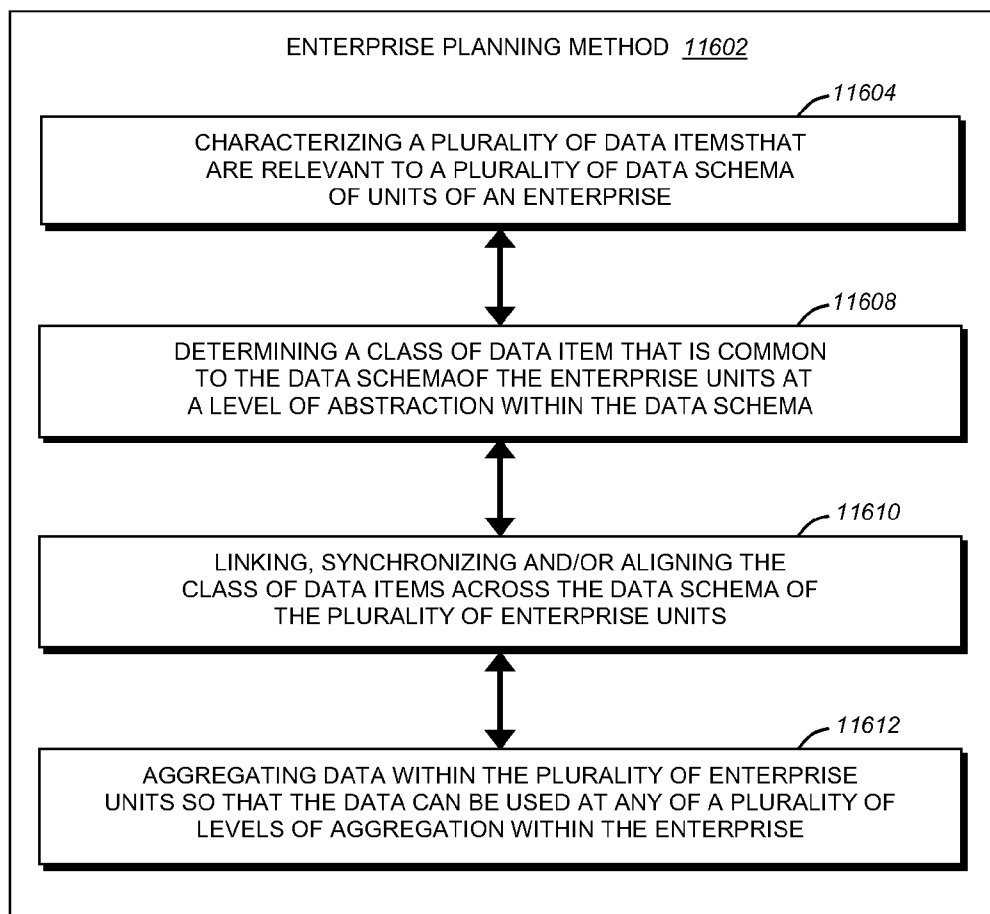 ENTERPRISE PLANNING METHOD 11602
11604
CHARACTERIZING A PLURALITY OF DATA ITEMSTHAT
ARE RELEVANT TO A PLURALITY OF DATA SCHEMA
OF UNITS OF AN ENTERPRISE
11608
DETERMINING A CLASS OF DATA ITEM THAT IS COMMON
TO THE DATA SCHEMAOF THE ENTERPRISE UNITS AT
A LEVEL OF ABSTRACTION WITHIN THE DATA SCHEMA
11610
LINKING, SYNCHRONIZING AND/OR ALIGNING THE
CLASS OF DATA ITEMS ACROSS THE DATA SCHEMA OF
THE PLURALITY OF ENTERPRISE UNITS
11612
AGGREGATING DATA WITHIN THE PLURALITY OF ENTERPRISE
UNITS SO THAT THE DATA CAN BE USED AT ANY OF A PLURALITY OF
LEVELS OF AGGREGATION WITHIN THE ENTERPRISE